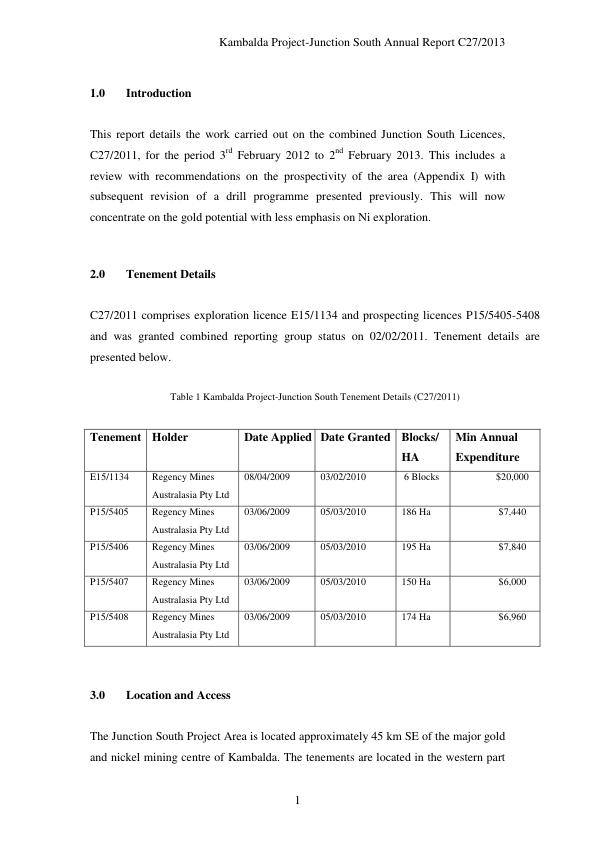 Kambalda Project-Junction South Annual Report C27/2013
1.0 Introduction
This report details the work carried out on the combined Junction South Licences,
C27/2011, for the period 3rd February 2012 to 2nd February 2013. This includes a
review with recommendations on the prospectivity of the area (Appendix I) with
subsequent revision of a drill programme presented previously. This will now
concentrate on the gold potential with less emphasis on Ni exploration.
2.0 Tenement Details
C27/2011 comprises exploration licence E15/1134 and prospecting licences P15/5405-5408
and was granted combined reporting group status on 02/02/2011. Tenement details are
presented below.
Table 1 Kambalda Project-Junction South Tenement Details (C27/2011)
Tenement Holder Date Applied Date Granted Blocks/ Min Annual
HA Expenditure
E15/1134 Regency Mines 08/04/2009 03/02/2010 6 Blocks $20,000
Australasia Pty Ltd
P15/5405 Regency Mines 03/06/2009 05/03/2010 186 Ha $7,440
Australasia Pty Ltd
P15/5406 Regency Mines 03/06/2009 05/03/2010 195 Ha $7,840
Australasia Pty Ltd
P15/5407 Regency Mines 03/06/2009 05/03/2010 150 Ha $6,000
Australasia Pty Ltd
P15/5408 Regency Mines 03/06/2009 05/03/2010 174 Ha $6,960
Australasia Pty Ltd
3.0 Location and Access
The Junction South Project Area is located approximately 45 km SE of the major gold
and nickel mining centre of Kambalda. The tenements are located in the western part
1